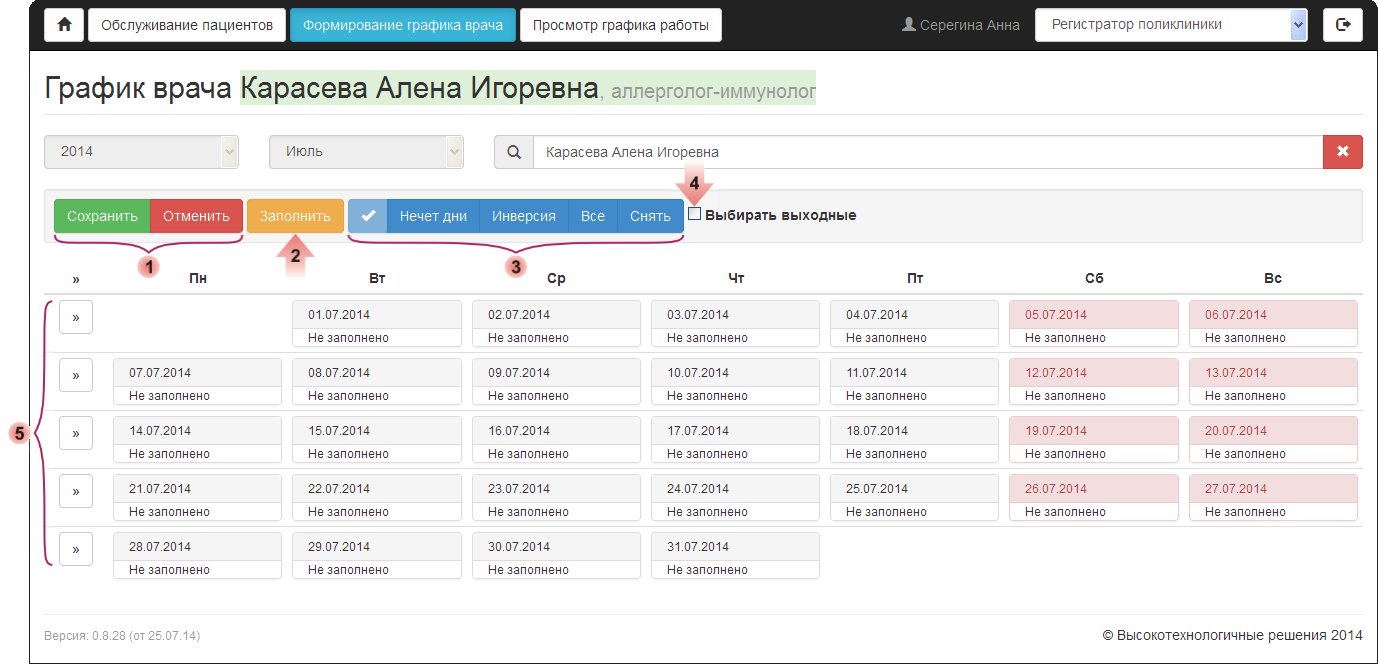 Обслуживание пациентов Формирование графика врача Просмотр графика работы Серегина Анна Регистратор поликлиники
График врача Карасева Алена Игоревна, аллерголог-иммунолог
2014 Июль Карасева Алена Игоревна
4
Сохранить Отменить Заполнить Нечет дни Инверсия Все Снять Выбирать выходные
1 2 3
» Пн Вт Ср Чт Пт Сб Вс
» 01.07.2014 02.07.2014 03.07.2014 04.07.2014 05.07.2014 06.07.2014
Не заполнено Не заполнено Не заполнено Не заполнено Не заполнено Не заполнено
» 07.07.2014 08.07.2014 09.07.2014 10.07.2014 11.07.2014 12.07.2014 13.07.2014
Не заполнено Не заполнено Не заполнено Не заполнено Не заполнено Не заполнено Не заполнено
5 » 14.07.2014 15.07.2014 16.07.2014 17.07.2014 18.07.2014 19.07.2014 20.07.2014
Не заполнено Не заполнено Не заполнено Не заполнено Не заполнено Не заполнено Не заполнено
» 21.07.2014 22.07.2014 23.07.2014 24.07.2014 25.07.2014 26.07.2014 27.07.2014
Не заполнено Не заполнено Не заполнено Не заполнено Не заполнено Не заполнено Не заполнено
» 28.07.2014 29.07.2014 30.07.2014 31.07.2014
Не заполнено Не заполнено Не заполнено Не заполнено
Версия: 0.8.28 (от 25.07.14) © Высокотехнологичные решения 2014